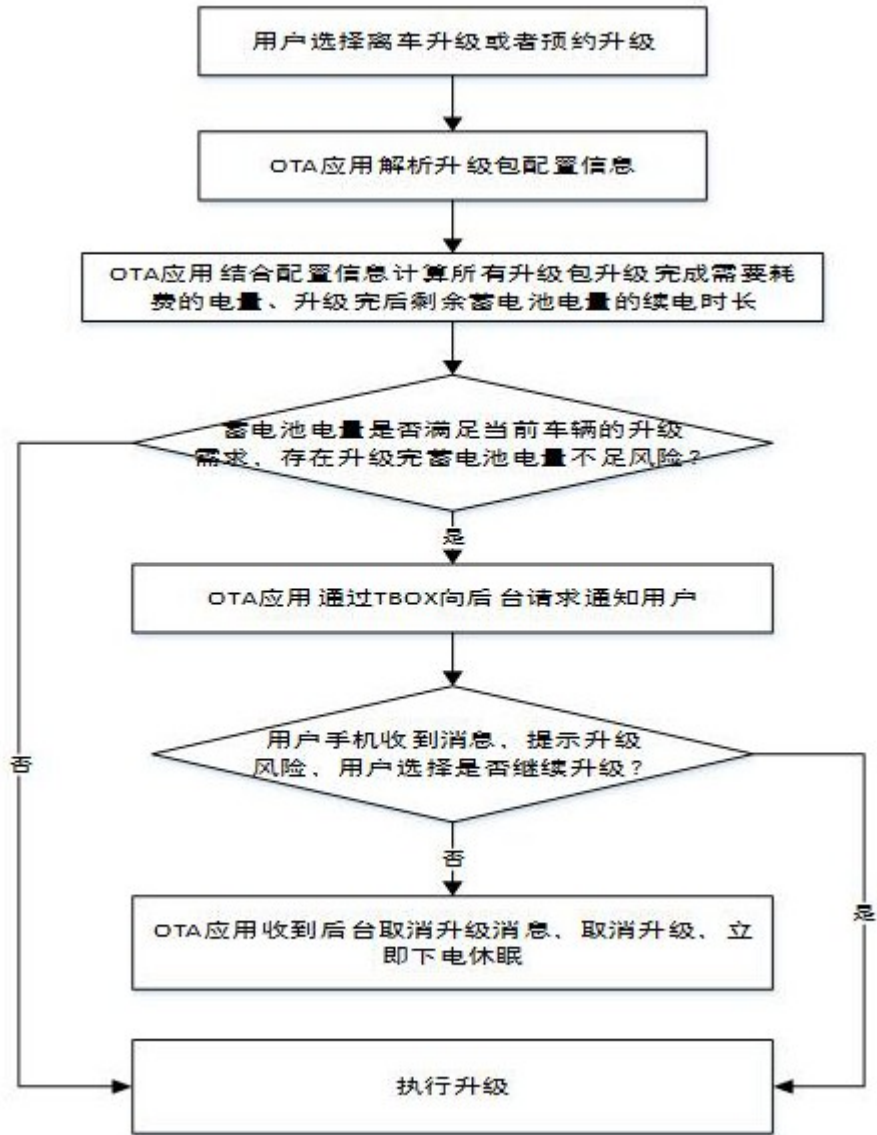 用户选择离车升级或者预约升级
OTA应用解析升级包配置信息
OTA应用结合配置信息计算所有升级包升级完成需要耗
费的电量、升级完后剩余蓄电池电量的续电时长
蓄电池电量是否满足当前车辆的升级
需求、存在升级完蓄电池电量不足风险?
是
OTA应用通过TBOX向后台请求通知用户
用户手机收到消息、提示升级
风险、用户选择是否继续升级?
否
否
是
OTA应用收到后台取消升级消息、取消升级、立
即下电休眠
执行升级